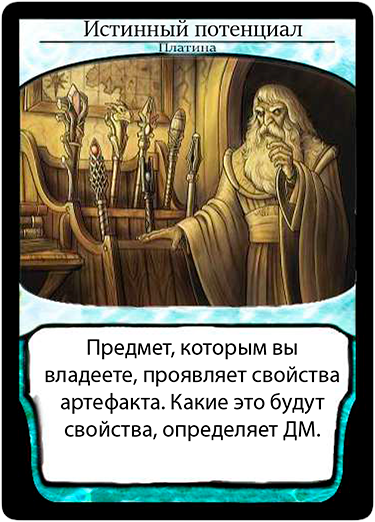 Истинный потенциал
Платина
Предмет, которым вы
владеете, проявляет свойства
артефакта. Какие это будут
свойства, определяет ДМ.